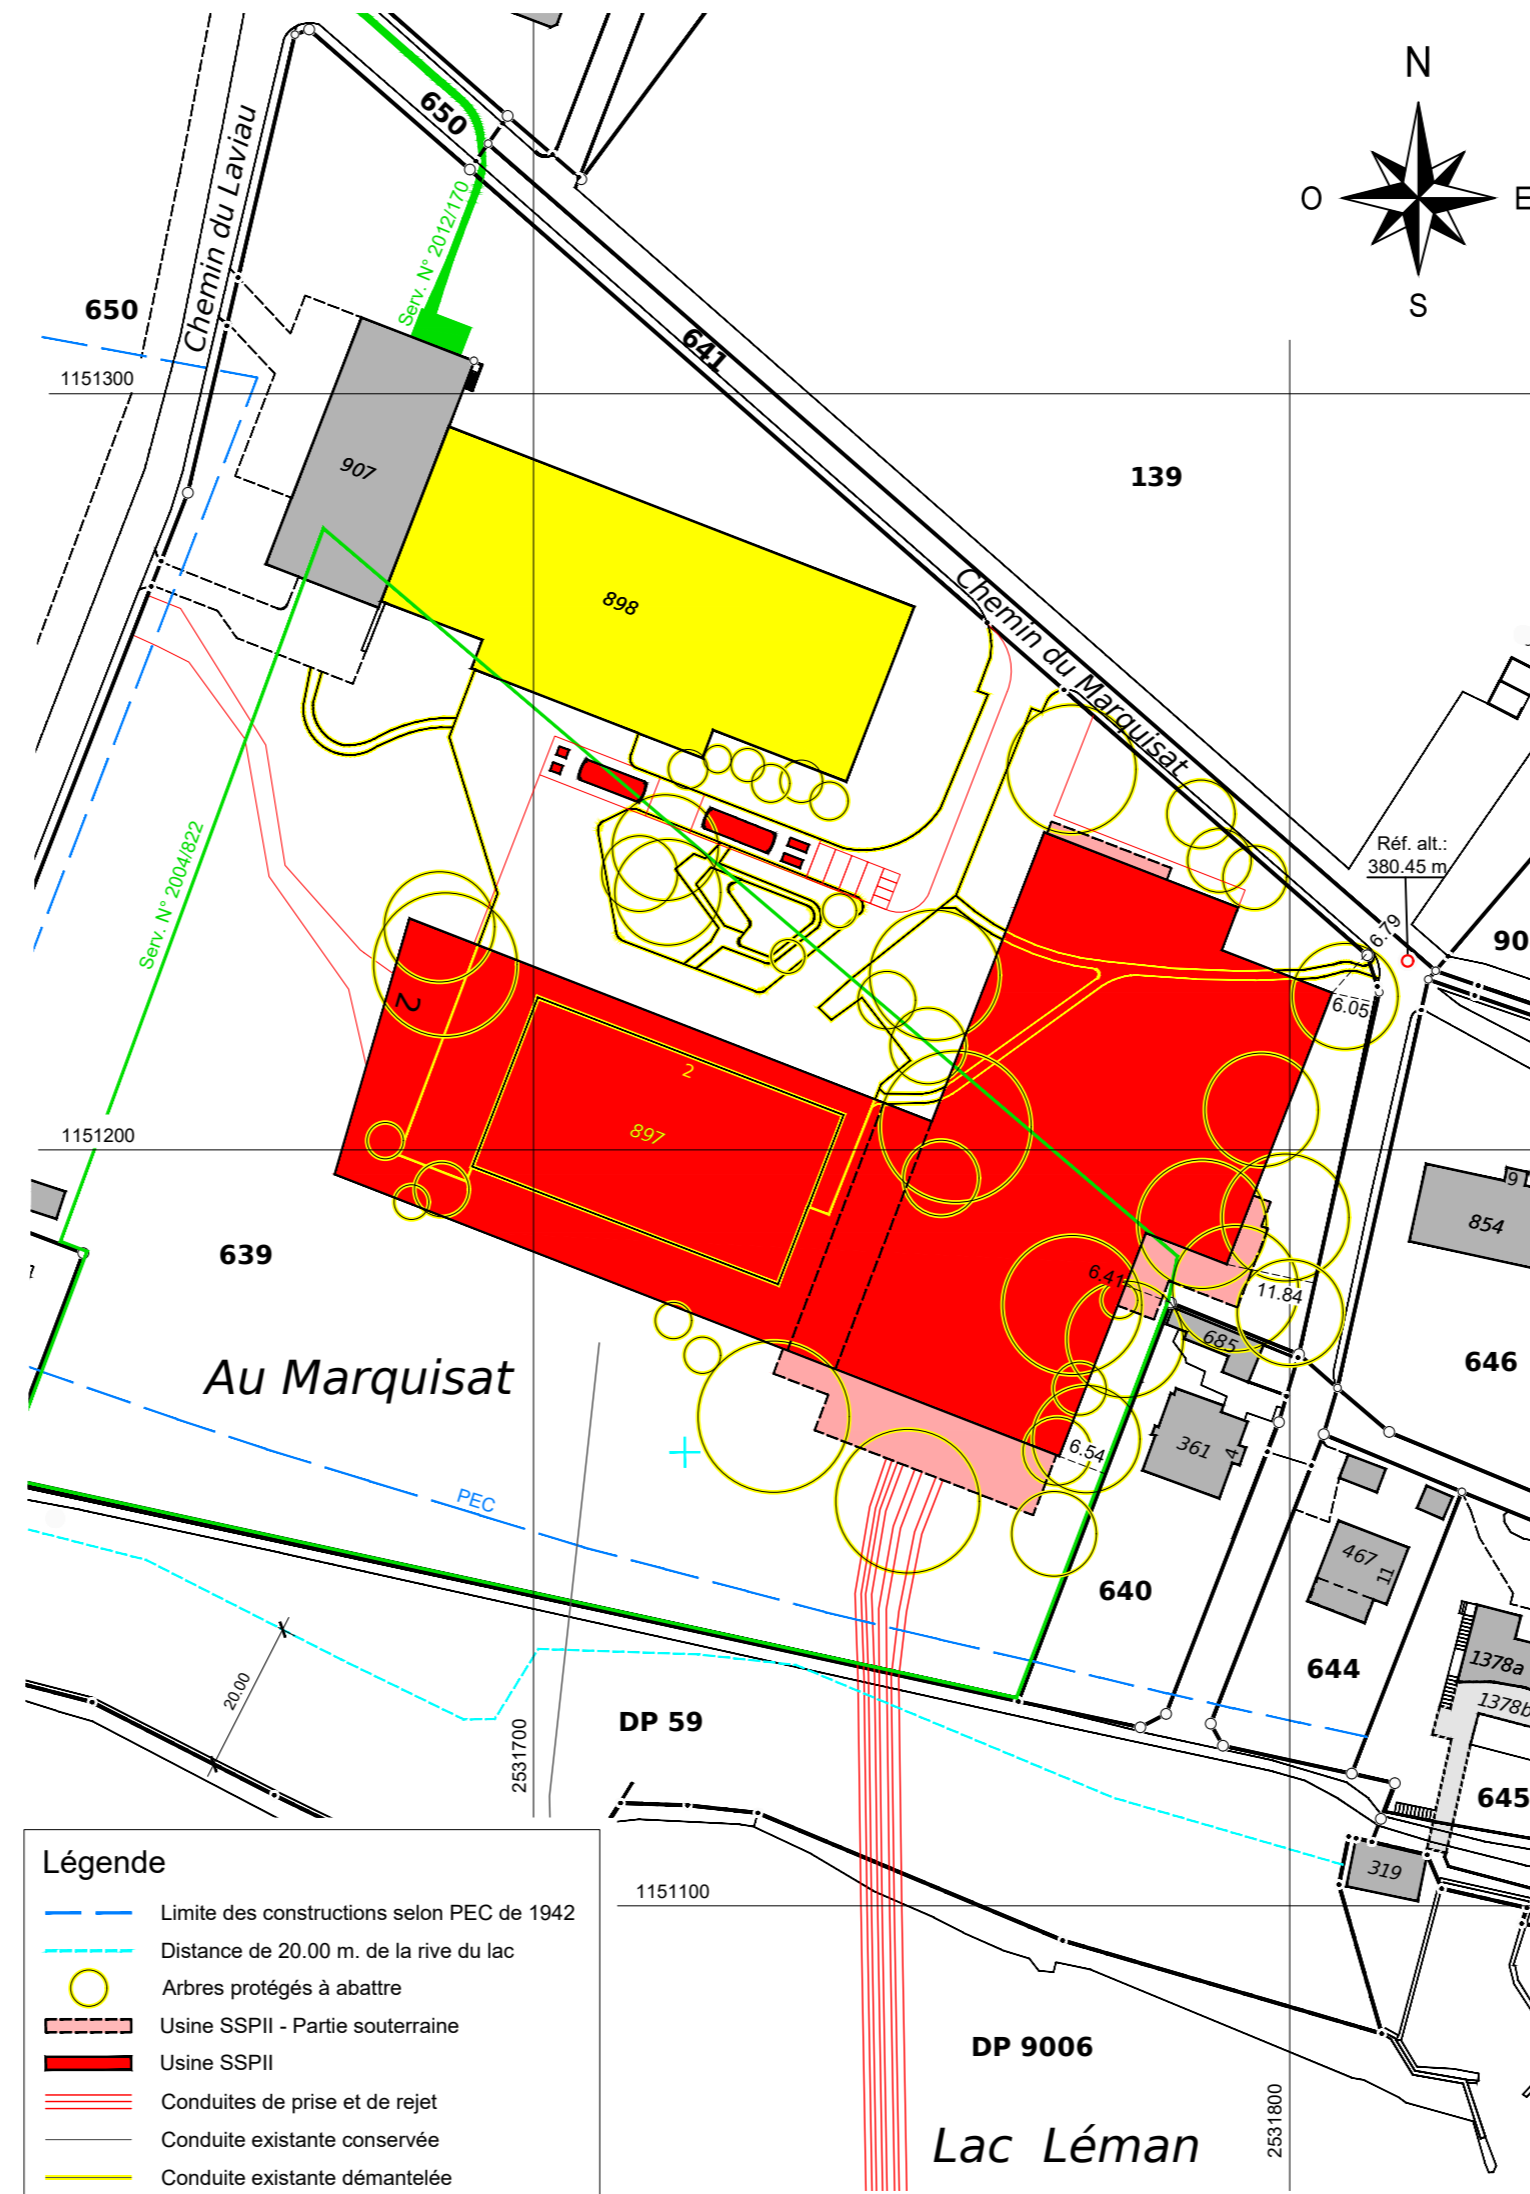 N
O
E
S
650
Chemin du Laviau
Serv. N° 2012/170
650
641
1151300
907
139
898
Chemin du Marquisat
Réf. alt.:
380.45 m
6.79
90
6.05
Serv. N° 2004/822
2
2
897
1151200
639
854
9
6.41
11.84
685
646
Au Marquisat
361
4
6.54
PEC
467
11
640
644
1378a
1378b
20.00
2531700
DP 59
645
319
1151100
DP 9006
2531800
Lac Léman
Légende
Limite des constructions selon PEC de 1942
Distance de 20.00 m. de la rive du lac
Arbres protégés à abattre
Usine SSPII - Partie souterraine
Usine SSPII
Conduites de prise et de rejet
Conduite existante conservée
Conduite existante démantelée